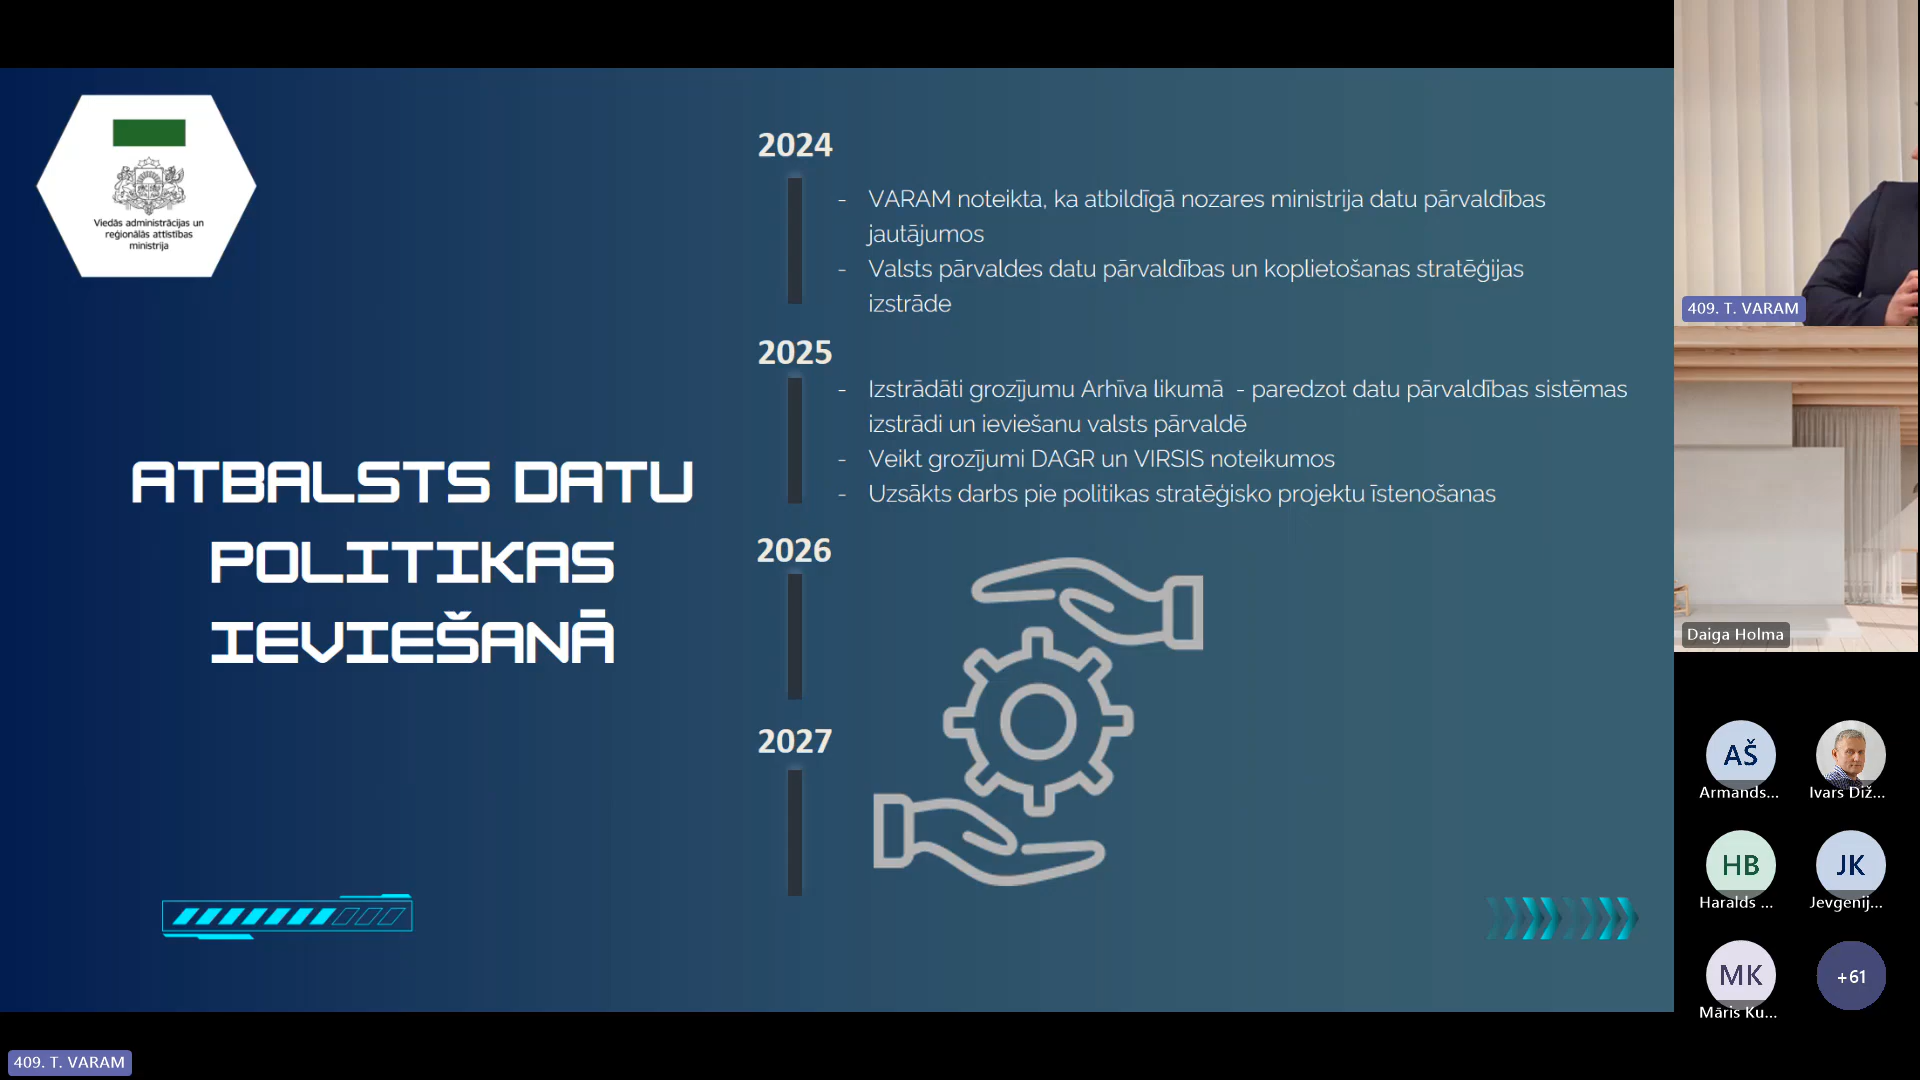 Viedās administrācijas un
reģionālās attīstības
ministrija
ATBALSTS DATU
POLITIKAS
IEVIEŠANĀ
2024
- VARAM noteikta, ka atbildīgā nozares ministrija datu pārvaldības
jautājumos
- Valsts pārvaldes datu pārvaldības un koplietošanas stratēģijas
izstrāde
2025
- Izstrādāti grozījumu Arhīva likumā - paredzot datu pārvaldības sistēmas
izstrādi un ieviešanu valsts pārvaldē
- Veikt grozījumi DAGR un VIRSIS noteikumos
- Uzsākts darbs pie politikas stratēģisko projektu īstenošanas
2026
2027
409. T. VARAM
Daiga Holma
AŠ
Armands...
Ivars Diž...
HB
Haralds ...
JK
Jevgenij...
MK
Māris Ku...
+61
409. T. VARAM